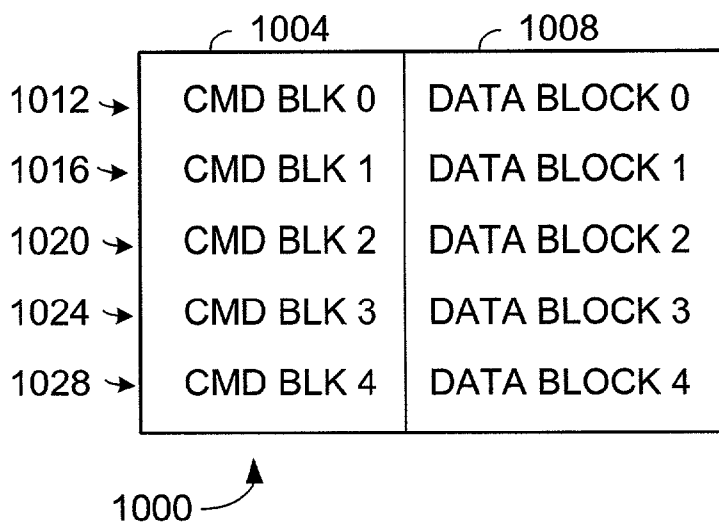 1004 1008
1012 CMD BLK 0 DATA BLOCK 0
1016 CMD BLK 1 DATA BLOCK 1
1020 CMD BLK 2 DATA BLOCK 2
1024 CMD BLK 3 DATA BLOCK 3
1028 CMD BLK 4 DATA BLOCK 4
1000